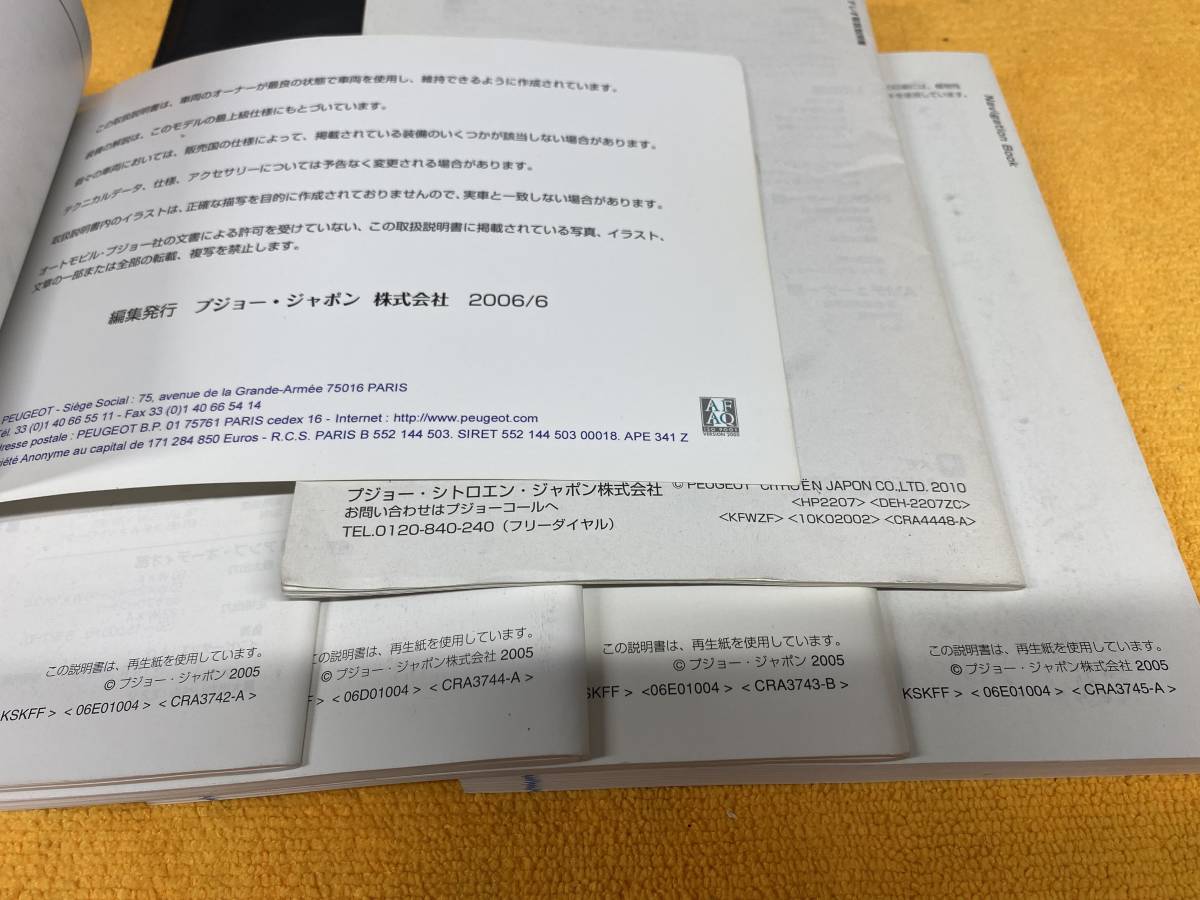 この取扱説明書は、車両のオーナーが最良の状態で車両を使用し、維持できるように作成されています。
装備の解説は、このモデルの最上級仕様にもとづいています。
個々の車両においては、販売国の仕様によって、掲載されている装備のいくつかが該当しない場合があります。
テクニカルデータ、仕様、アクセサリーについては予告なく変更される場合があります。
取扱説明書内のイラストは、正確な描写を目的に作成されておりませんので、実車と一致しない場合があります。
オートモビル・プジョー社の文書による許可を受けていない、この取扱説明書に掲載されている写真、イラスト、
文章の一部または全部の転載、複写を禁止します。
編集発行 プジョー・ジャポン 株式会社 2006/6
PEUGEOT - Siège Social : 75, avenue de la Grande-Armée 75016 PARIS
Tél. 33 (0)1 40 66 55 11 - Fax 33 (0)1 40 66 54 14
dresse postale : PEUGEOT B.P. 01 75761 PARIS cedex 16 - Internet : http://www.peugeot.com
ciété Anonyme au capital de 171 284 850 Euros - R.C.S. PARIS B 552 144 503. SIRET 552 144 503 00018. APE 341 Z
AFAQ
ISO 9001
VERSION 2000
Navigation Book
を使用しています。
プジョー・シトロエン・ジャポン株式会社 © PEUGEOT CITROËN JAPON CO.,LTD. 2010
お問い合わせはプジョーコールへ <HP2207> <DEH-2207ZC>
TEL.0120-840-240（フリーダイヤル） <KFWZF> <10K02002> <CRA4448-A>
この説明書は、再生紙を使用しています。
© プジョー・ジャポン 2005
KSKFF > < 06E01004 > < CRA3742-A >
この説明書は、再生紙を使用しています。
© プジョー・ジャポン株式会社 2005
F > < 06D01004 > < CRA3744-A >
この説明書は、再生紙を使用しています。
© プジョー・ジャポン 2005
KSKFF > <06E01004 > < CRA3743-B >
この説明書は、再生紙を使用しています。
© プジョー・ジャポン株式会社 2005
KSKFF > < 06E01004 > < CRA3745-A >